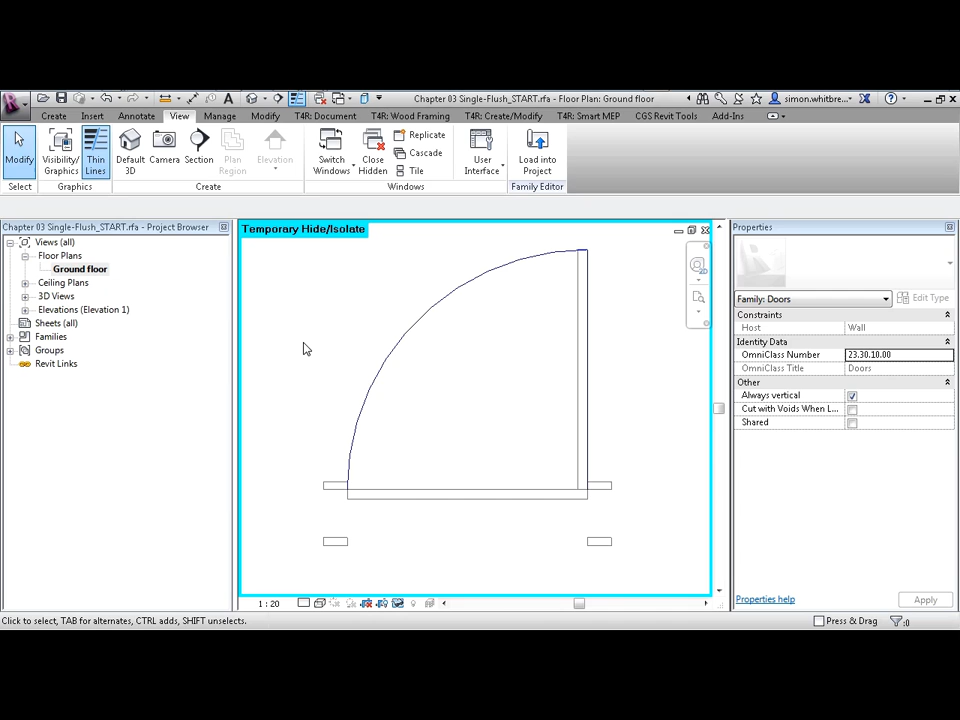 Chapter 03 Single-Flush_START.rfa - Floor Plan: Ground floor
simon.whitbre...
Create Insert Annotate View Manage Modify T4R: Document T4R: Wood Framing T4R: Create/Modify T4R: Smart MEP CGS Revit Tools Add-Ins
Modify
Visibility/
Graphics
Thin
Lines
Default
3D
Camera
Section
Plan
Region
Elevation
Switch
Windows
Close
Hidden
Replicate
Cascade
Tile
User
Interface
Load into
Project
Select Graphics Create Windows Family Editor
Chapter 03 Single-Flush_START.rfa - Project Browser
Views (all)
Floor Plans
Ground floor
Ceiling Plans
3D Views
Elevations (Elevation 1)
Sheets (all)
Families
Groups
Revit Links
Temporary Hide/Isolate
2D
1 : 20
Properties
Family: Doors
Edit Type
Constraints
Host Wall
Identity Data
OmniClass Number 23.30.10.00
OmniClass Title Doors
Other
Always vertical
Cut with Voids When L...
Shared
Properties help
Apply
Click to select, TAB for alternates, CTRL adds, SHIFT unselects.
Press & Drag
:0